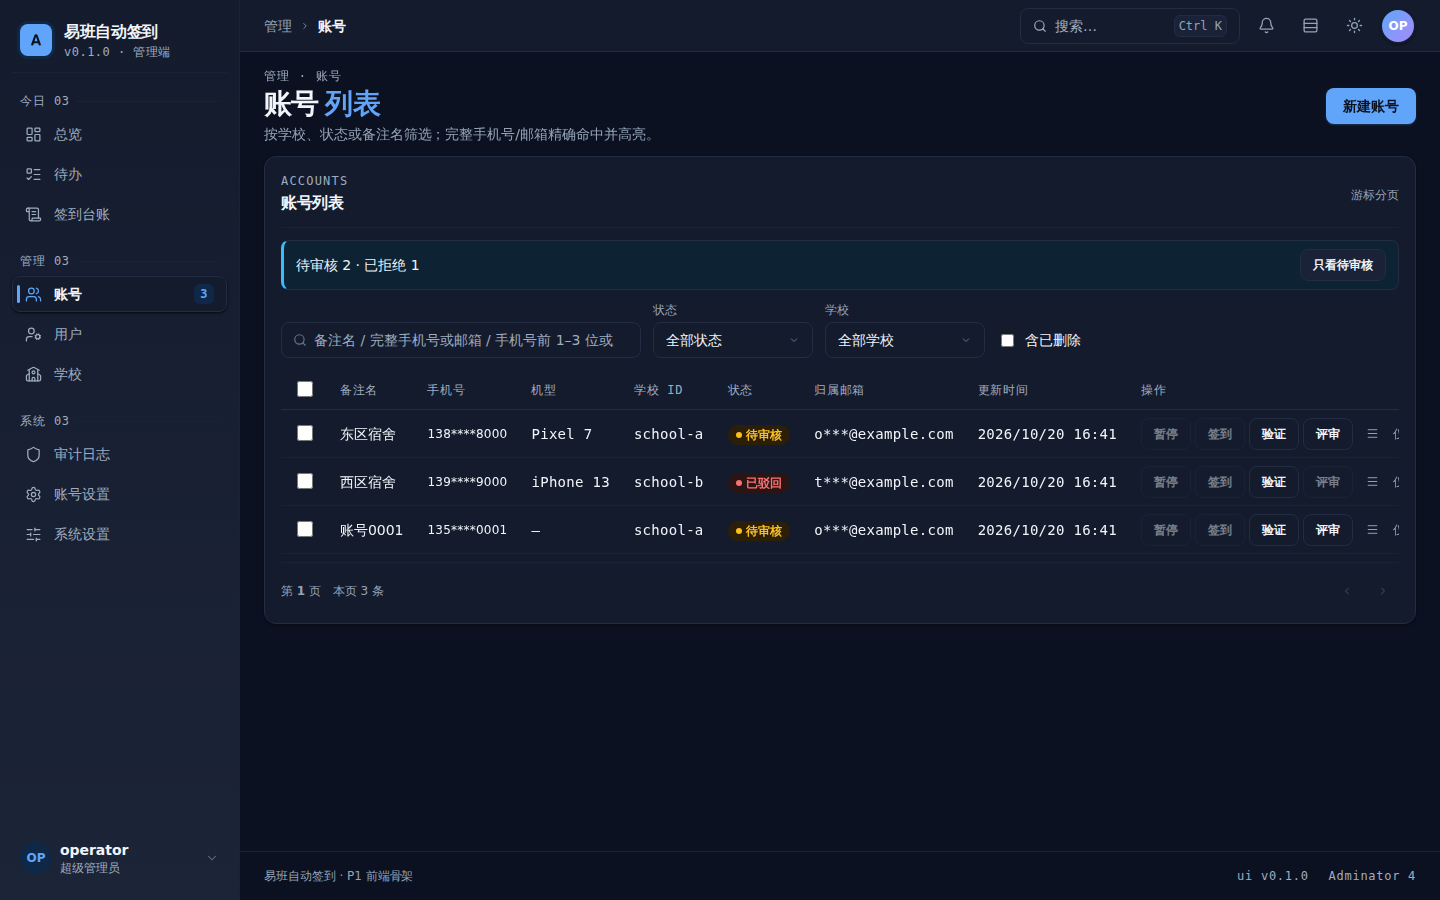 A
易班自动签到
v0.1.0 · 管理端
今日 03
总览
待办
签到台账
管理 03
账号 3
用户
学校
系统 03
审计日志
账号设置
系统设置
OP
operator
超级管理员
管理 › 账号
搜索… Ctrl K
OP
管理 · 账号
账号 列表
按学校、状态或备注名筛选；完整手机号/邮箱精确命中并高亮。
新建账号
ACCOUNTS
账号列表
游标分页
待审核 2 · 已拒绝 1
只看待审核
状态 学校
备注名 / 完整手机号或邮箱 / 手机号前 1–3 位或
全部状态 全部学校 含已删除
备注名 手机号 机型 学校 ID 状态 归属邮箱 更新时间 操作
东区宿舍 138****8000 Pixel 7 school-a 待审核 o***@example.com 2026/10/20 16:41 暂停 签到 验证 评审
西区宿舍 139****9000 iPhone 13 school-b 已驳回 t***@example.com 2026/10/20 16:41 暂停 签到 验证 评审
账号0001 135****0001 — school-a 待审核 o***@example.com 2026/10/20 16:41 暂停 签到 验证 评审
第 1 页 本页 3 条
‹ ›
易班自动签到 · P1 前端骨架
ui v0.1.0 Adminator 4